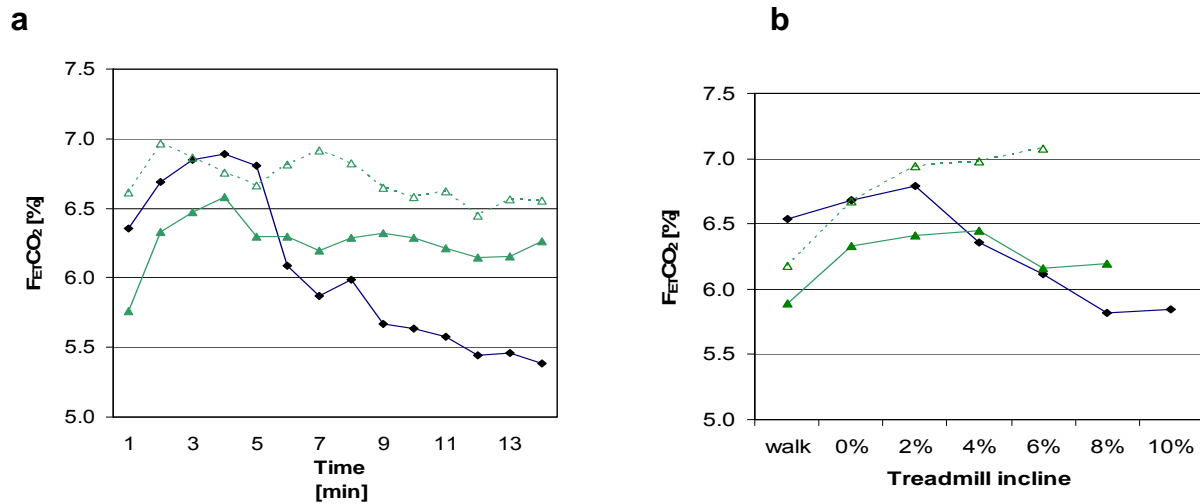 a
7.5
7.0
6.5
6.0
5.5
5.0
FETCO2 [%]
1 3 5 7 9 11 13
Time
[min]
b
7.5
7.0
6.5
6.0
5.5
5.0
FETCO2 [%]
walk 0% 2% 4% 6% 8% 10%
Treadmill incline